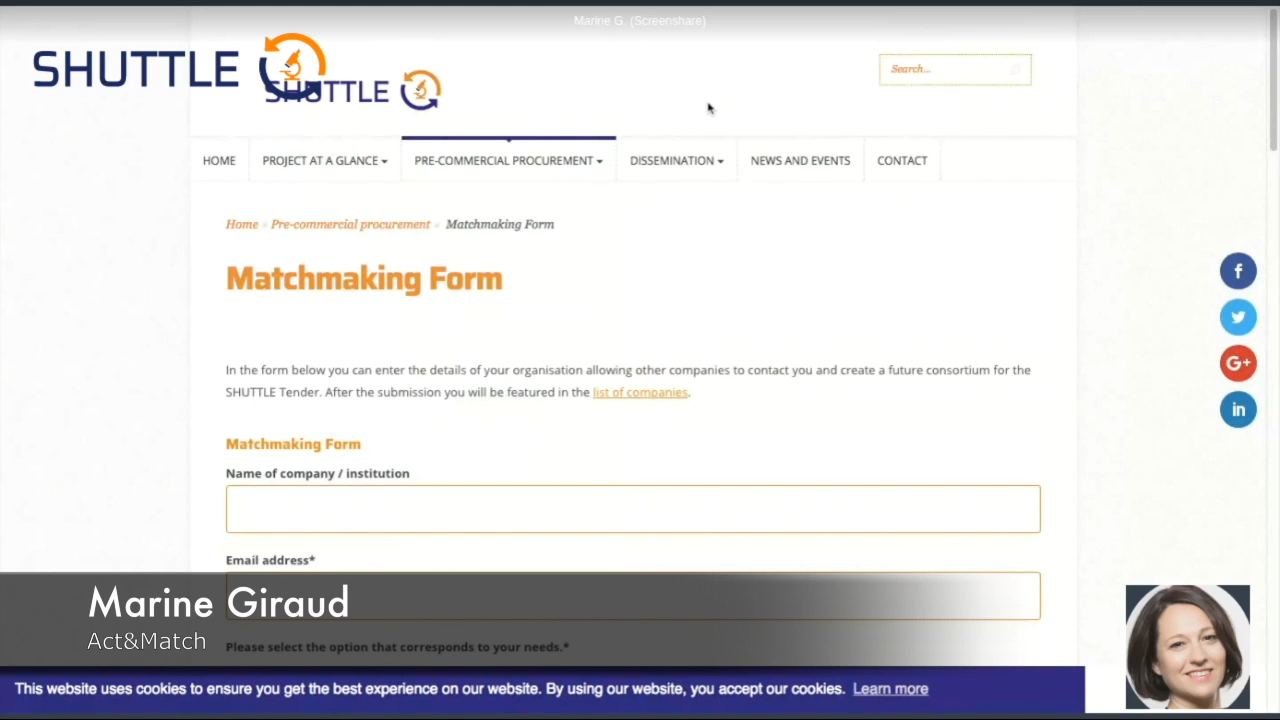 Marine G. (Screenshare)
SHUTTLE
SHUTTLE
Search...
HOME
PROJECT AT A GLANCE
PRE-COMMERCIAL PROCUREMENT
DISSEMINATION
NEWS AND EVENTS
CONTACT
Home » Pre-commercial procurement » Matchmaking Form
Matchmaking Form
In the form below you can enter the details of your organisation allowing other companies to contact you and create a future consortium for the
SHUTTLE Tender. After the submission you will be featured in the list of companies.
Matchmaking Form
Name of company / institution
Email address*
Marine Giraud
Act&Match
Please select the option that corresponds to your needs.*
This website uses cookies to ensure you get the best experience on our website. By using our website, you accept our cookies. Learn more
f
G+
in